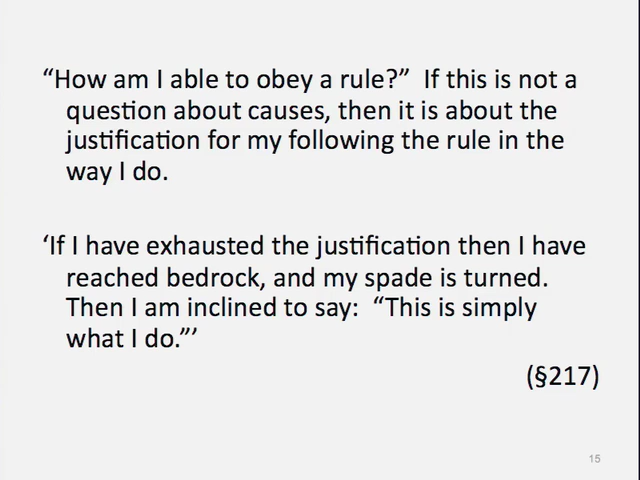 “How am I able to obey a rule?”  If this is not a
question about causes, then it is about the
justification for my following the rule in the
way I do.
‘If I have exhausted the justification then I have
reached bedrock, and my spade is turned.
Then I am inclined to say:  “This is simply
what I do.”’
(§217)
15